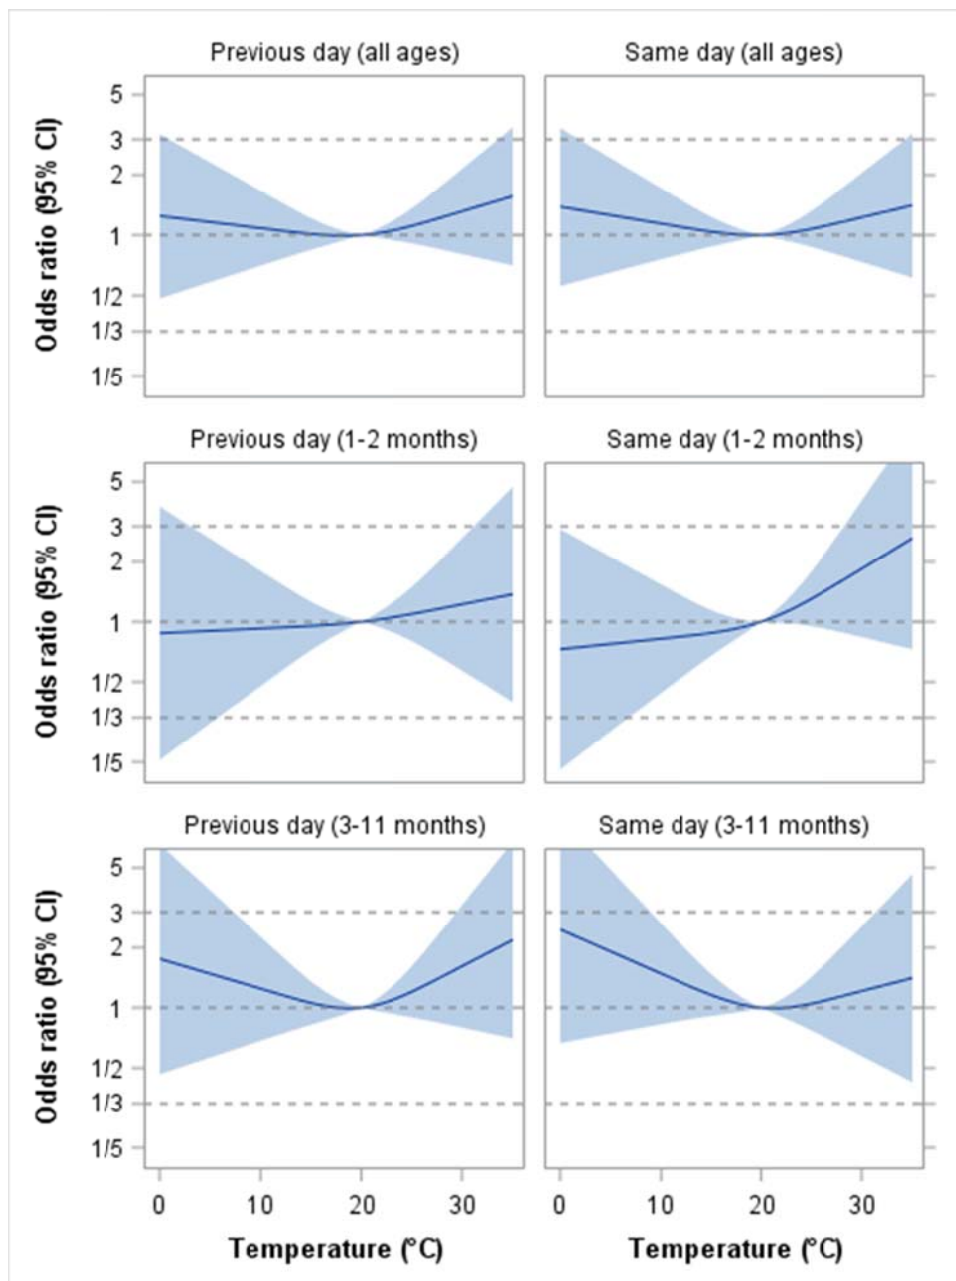 Previous day (all ages)
Same day (all ages)
Odds ratio (95% CI)
5
3
2
1
1/2
1/3
1/5
Previous day (1-2 months)
Same day (1-2 months)
Odds ratio (95% CI)
5
3
2
1
1/2
1/3
1/5
Previous day (3-11 months)
Same day (3-11 months)
Odds ratio (95% CI)
5
3
2
1
1/2
1/3
1/5
0 10 20 30
0 10 20 30
Temperature (°C)
Temperature (°C)